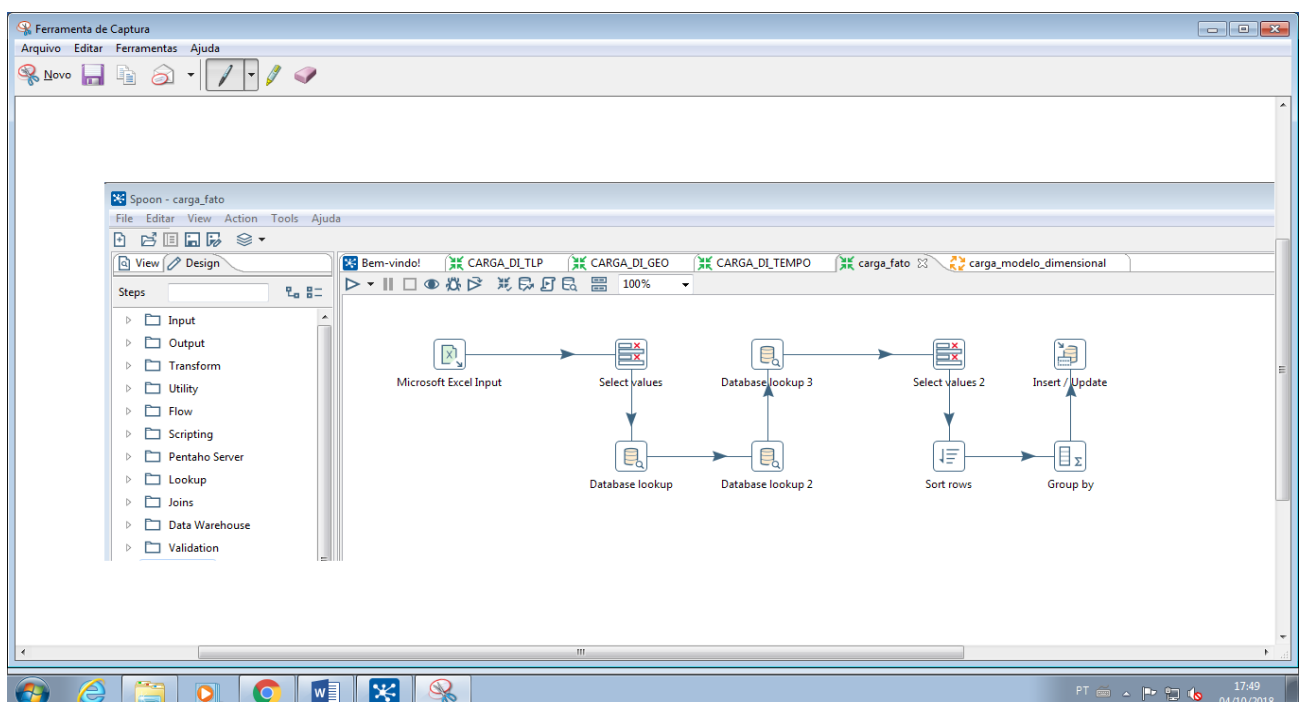 Ferramenta de Captura
Arquivo Editar Ferramentas Ajuda
Novo
Spoon - carga_fato
File Editar View Action Tools Ajuda
View Design
Bem-vindo! CARGA_DI_TLP CARGA_DI_GEO CARGA_DI_TEMPO carga_fato carga_modelo_dimensional
Steps
100%
Input
Output
Transform
Utility
Flow
Scripting
Pentaho Server
Lookup
Joins
Data Warehouse
Validation
Microsoft Excel Input Select values Database lookup 3 Select values 2 Insert / Update
Database lookup Database lookup 2 Sort rows Group by
PT 17:49
04/10/2018